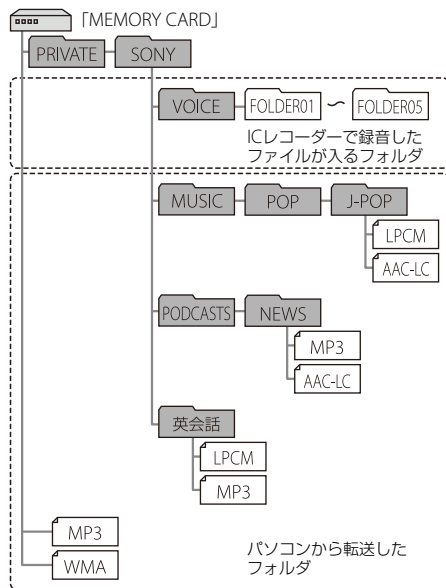 「MEMORY CARD」
PRIVATE SONY
VOICE FOLDER01 〜 FOLDER05
ICレコーダーで録音した
ファイルが入るフォルダ
MUSIC POP J-POP
LPCM
AAC-LC
PODCASTS NEWS
MP3
AAC-LC
英会話
LPCM
MP3
MP3
WMA
パソコンから転送した
フォルダ